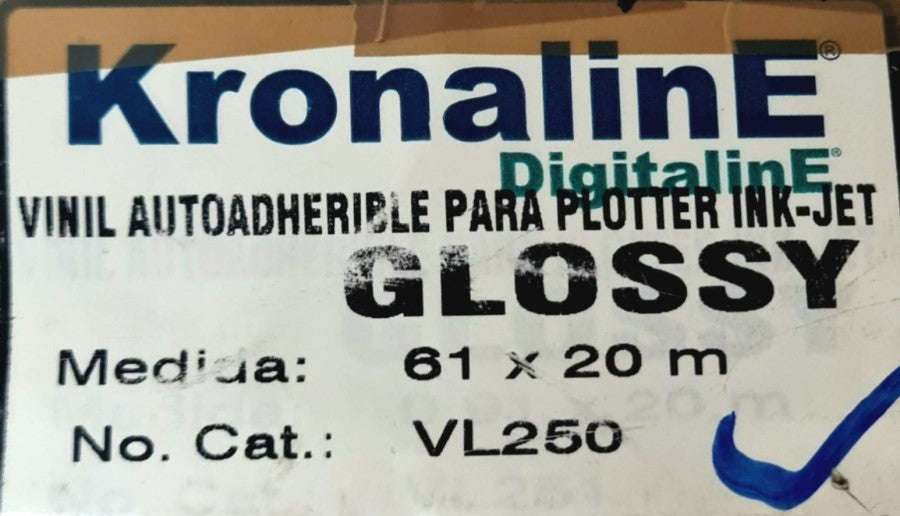 KronalinE®
DigitalinE®
VINIL AUTOADHERIBLE PARA PLOTTER INK-JET
GLOSSY
Medida: 61 x 20 m
No. Cat.: VL250